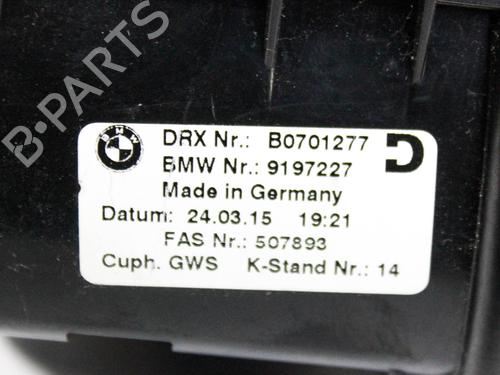 B-PARTS
BMW
DRX Nr.: B0701277
BMW Nr.: 9197227
Made in Germany
Datum: 24.03.15 19:21
FAS Nr.: 507893
Cuph. GWS K-Stand Nr.: 14